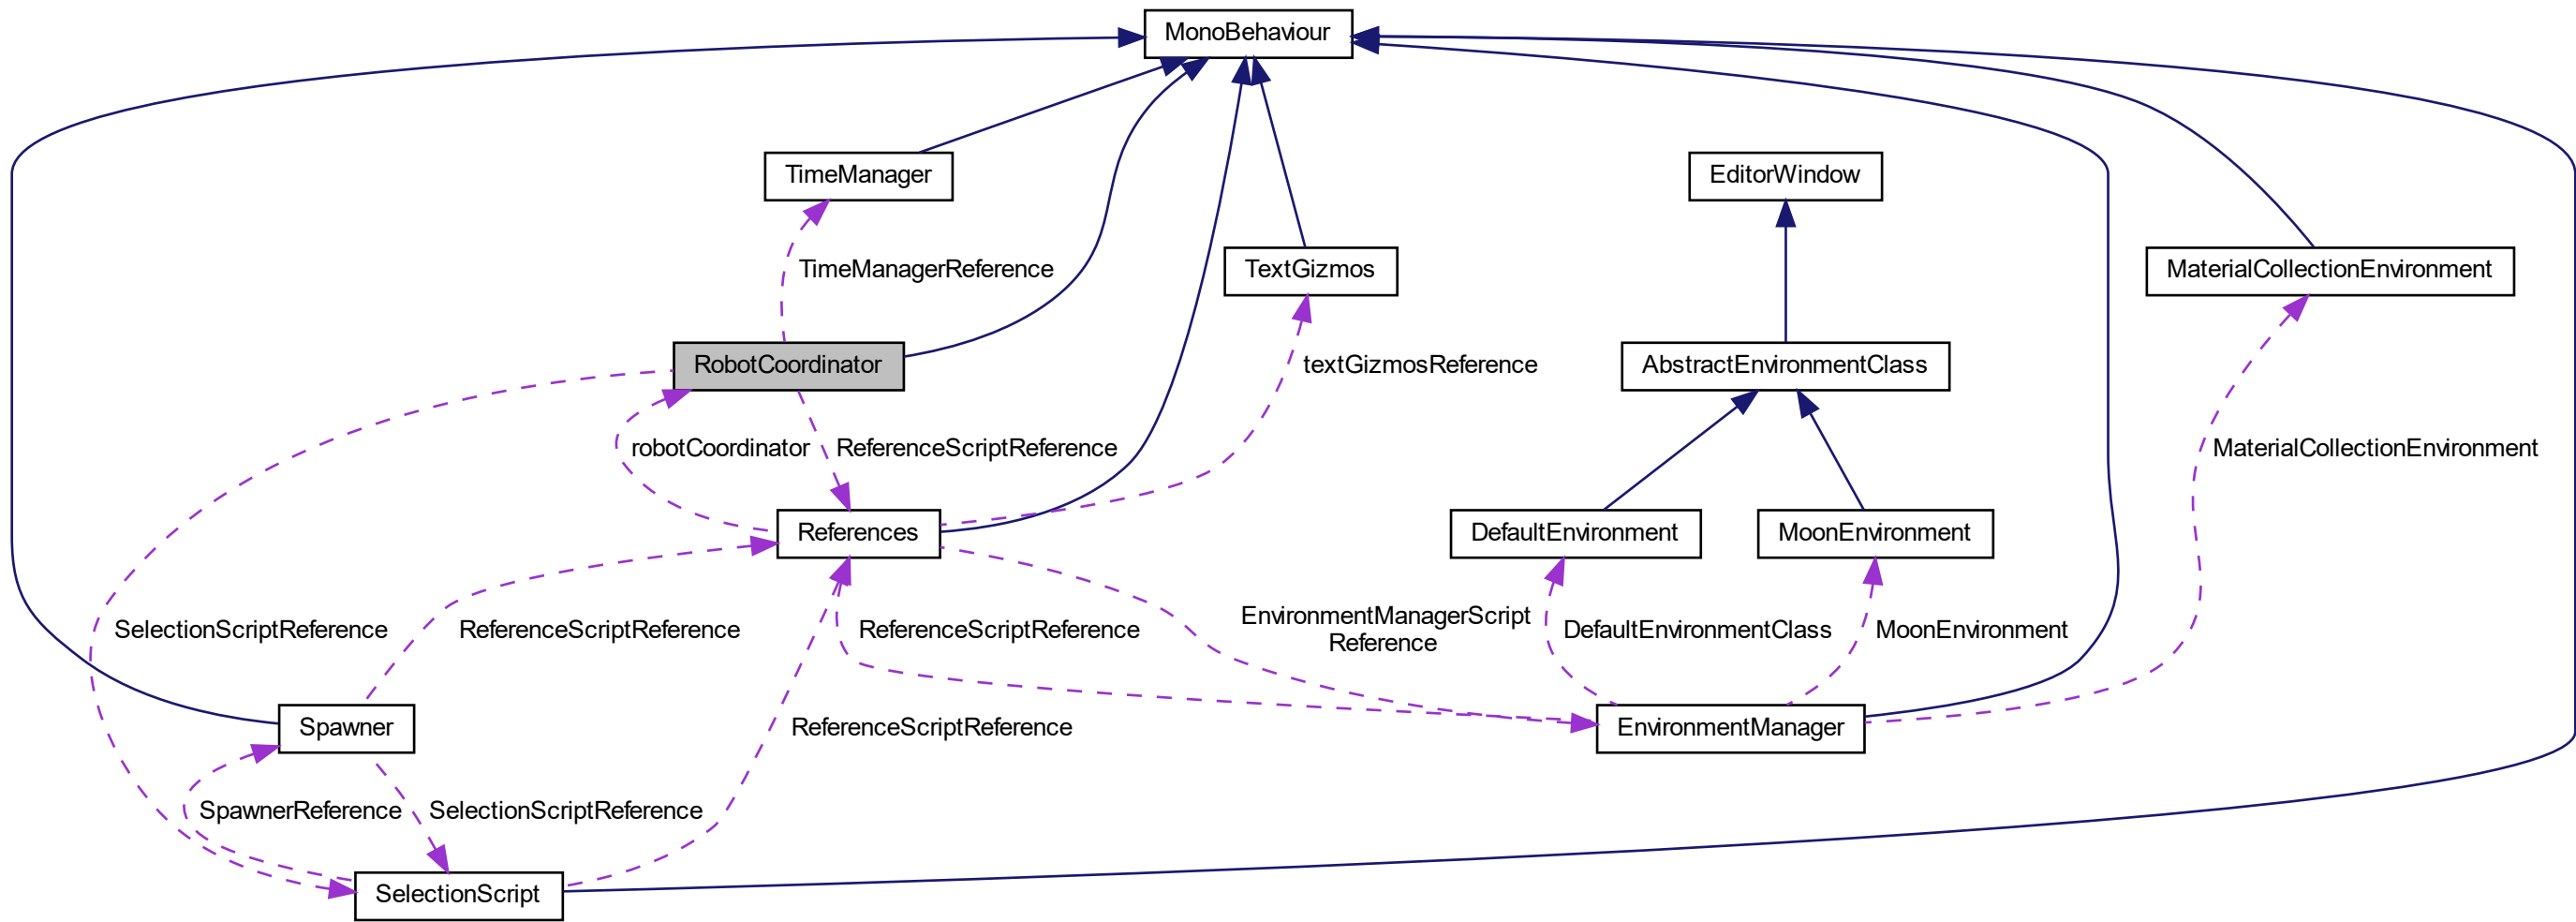 MonoBehaviour
TimeManager
EditorWindow
TimeManagerReference
TextGizmos
MaterialCollectionEnvironment
RobotCoordinator
textGizmosReference
AbstractEnvironmentClass
robotCoordinator
ReferenceScriptReference
MaterialCollectionEnvironment
References
DefaultEnvironment
MoonEnvironment
SelectionScriptReference
ReferenceScriptReference
ReferenceScriptReference
EnvironmentManagerScript
Reference
DefaultEnvironmentClass
MoonEnvironment
Spawner
ReferenceScriptReference
EnvironmentManager
SpawnerReference
SelectionScriptReference
SelectionScript